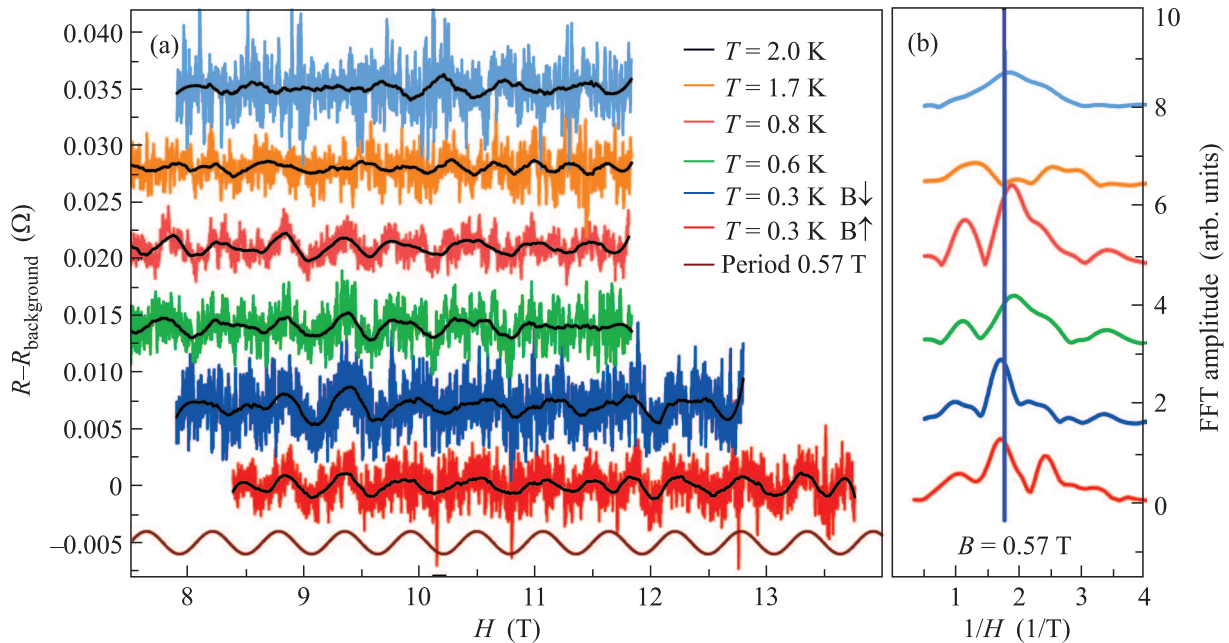 (a)
0.040
0.035
0.030
0.025
0.020
0.015
0.010
0.005
0
–0.005
R–Rbackground (Ω)
8 9 10 11 12 13
H (T)
T = 2.0 K
T = 1.7 K
T = 0.8 K
T = 0.6 K
T = 0.3 K B↓
T = 0.3 K B↑
Period 0.57 T
(b)
B = 0.57 T
1 2 3 4
1/H (1/T)
10
8
6
4
2
0
FFT amplitude (arb. units)